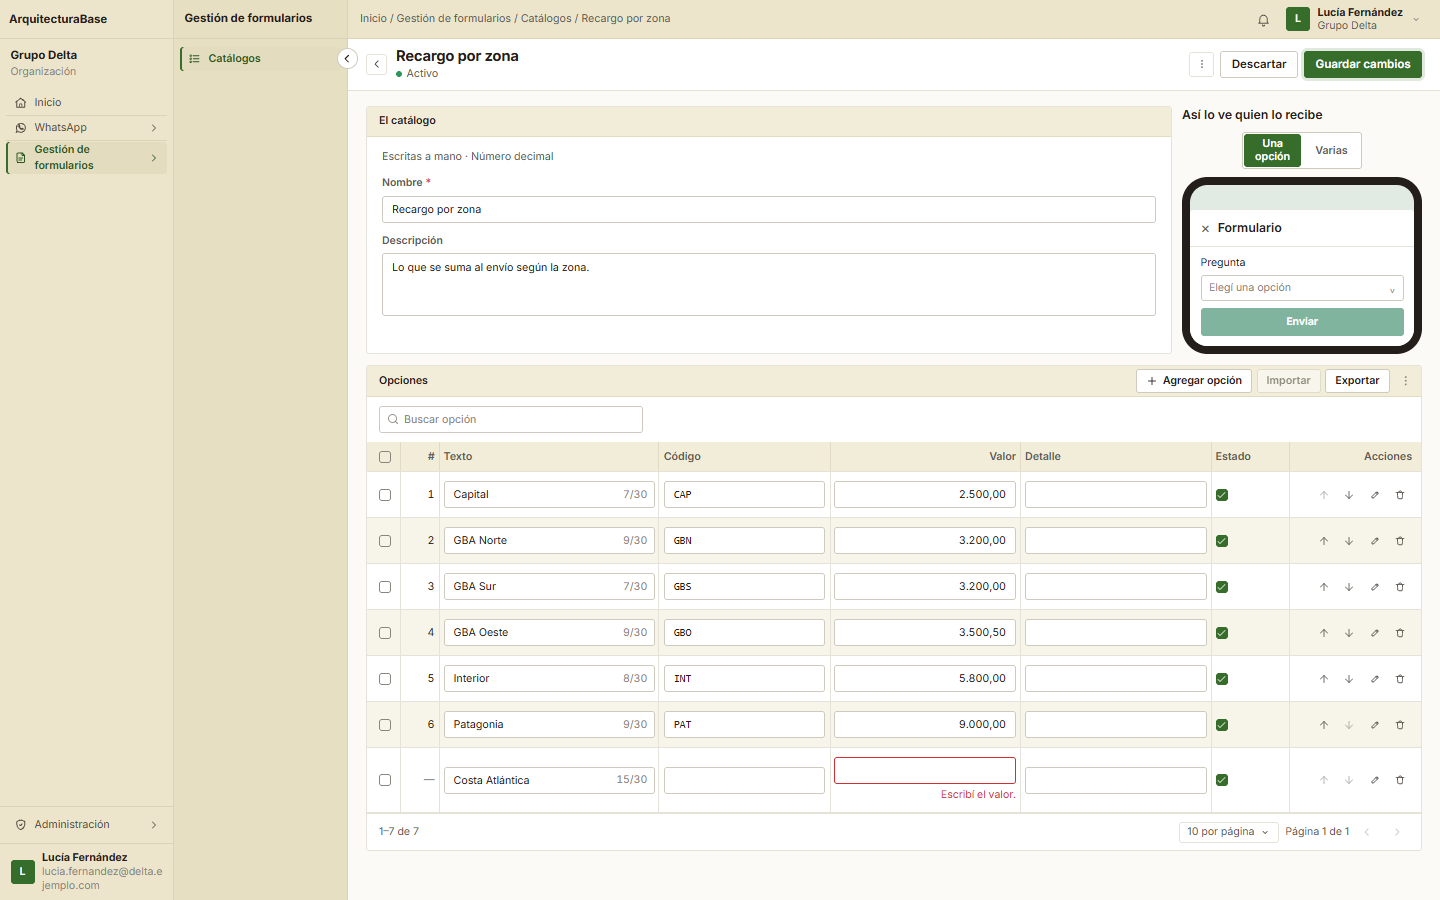 ArquitecturaBase
Grupo Delta
Organización
Inicio
WhatsApp
Gestión de
formularios
Administración
L
Lucía Fernández
lucia.fernandez@delta.e
jemplo.com
Gestión de formularios
Catálogos
Inicio / Gestión de formularios / Catálogos / Recargo por zona
L
Lucía Fernández
Grupo Delta
Recargo por zona
Activo
Descartar
Guardar cambios
El catálogo
Escritas a mano · Número decimal
Nombre *
Recargo por zona
Descripción
Lo que se suma al envío según la zona.
Así lo ve quien lo recibe
Una
opción
Varias
× Formulario
Pregunta
Elegí una opción
Enviar
Opciones
+ Agregar opción
Importar
Exportar
Buscar opción
# Texto Código Valor Detalle Estado Acciones
1 Capital 7/30 CAP 2.500,00
2 GBA Norte 9/30 GBN 3.200,00
3 GBA Sur 7/30 GBS 3.200,00
4 GBA Oeste 9/30 GBO 3.500,50
5 Interior 8/30 INT 5.800,00
6 Patagonia 9/30 PAT 9.000,00
— Costa Atlántica 15/30
Escribí el valor.
1–7 de 7
10 por página
Página 1 de 1